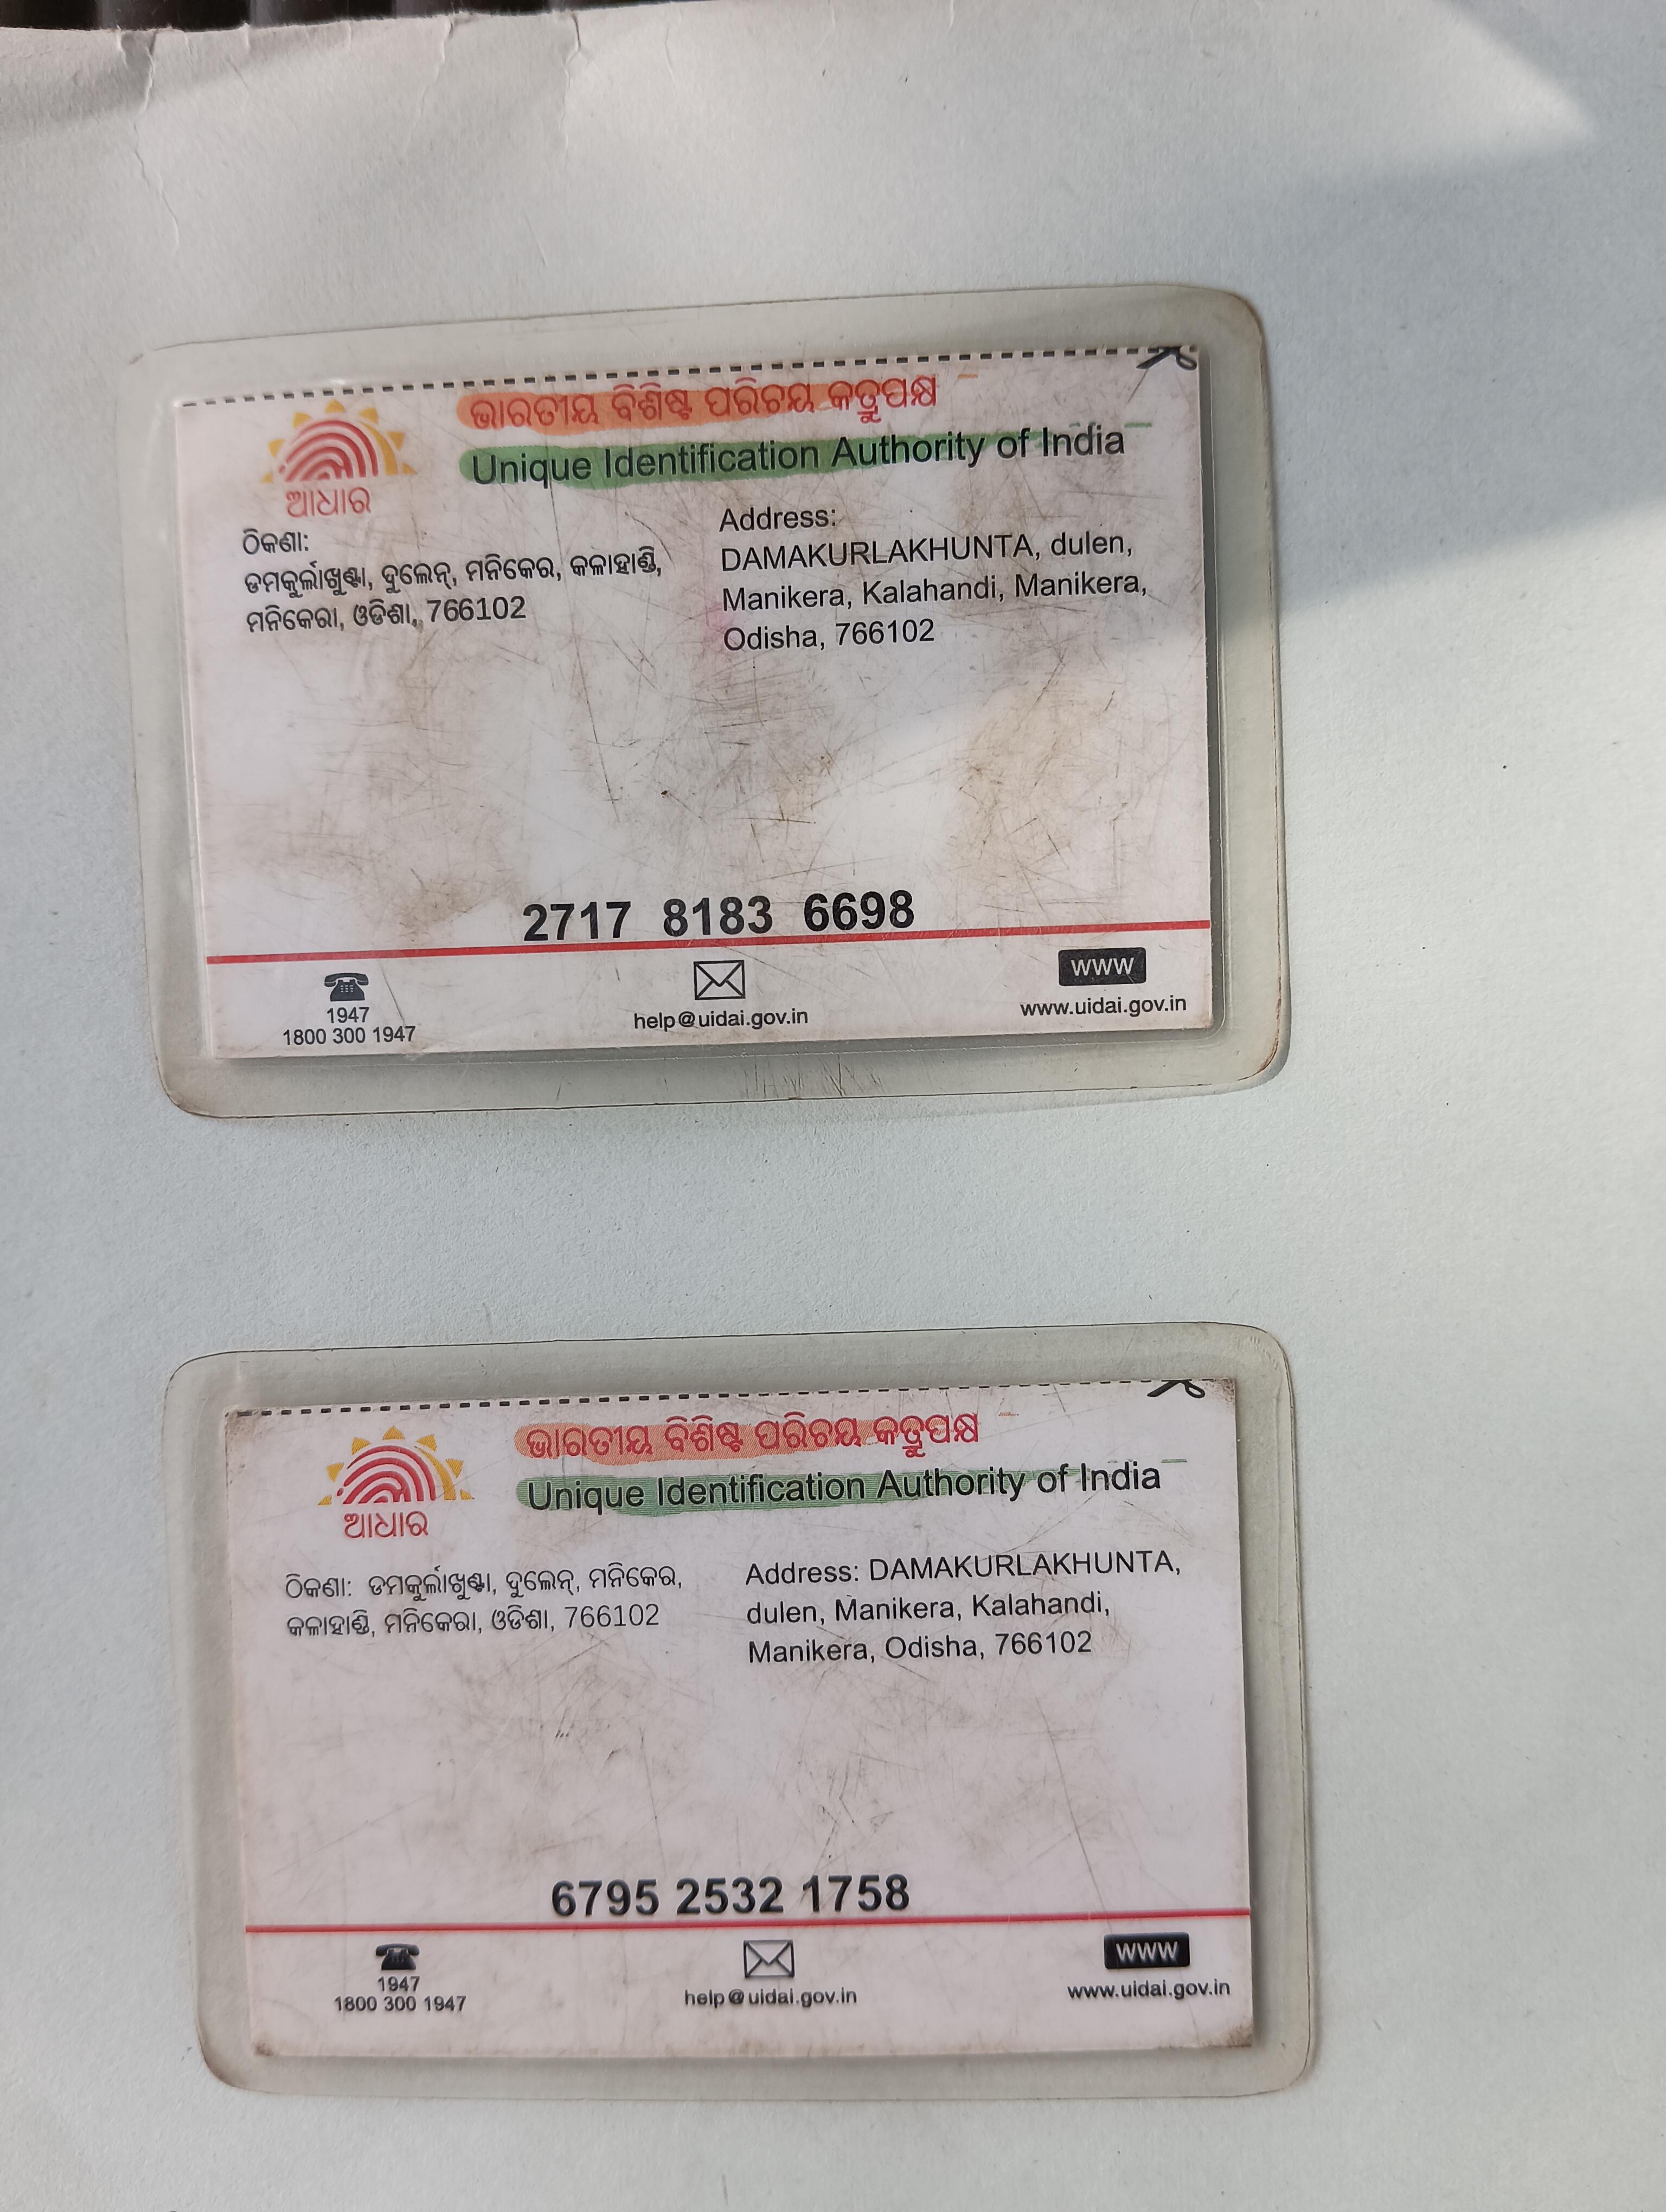 ଭାରତୀୟ ବିଶିଷ୍ଟ ପରିଚୟ କତ୍ରୁପକ୍ଷ
Unique Identification Authority of India
ଆଧାର
ଠିକଣା:
ଡମକୁର୍ଲାଖୁଣ୍ଟା, ଦୁଲେନ୍, ମନିକେର, କଳାହାଣ୍ଡି,
ମନିକେରା, ଓଡିଶା, 766102
Address:
DAMAKURLAKHUNTA, dulen,
Manikera, Kalahandi, Manikera,
Odisha, 766102
2717 8183 6698
1947
1800 300 1947
help@uidai.gov.in
www
www.uidai.gov.in
ଭାରତୀୟ ବିଶିଷ୍ଟ ପରିଚୟ କତ୍ରୁପକ୍ଷ
Unique Identification Authority of India
ଆଧାର
ଠିକଣା: ଡମକୁର୍ଲାଖୁଣ୍ଟା, ଦୁଲେନ୍, ମନିକେର,
କଳାହାଣ୍ଡି, ମନିକେରା, ଓଡିଶା, 766102
Address: DAMAKURLAKHUNTA,
dulen, Manikera, Kalahandi,
Manikera, Odisha, 766102
6795 2532 1758
1947
1800 300 1947
help@uidai.gov.in
www
www.uidai.gov.in